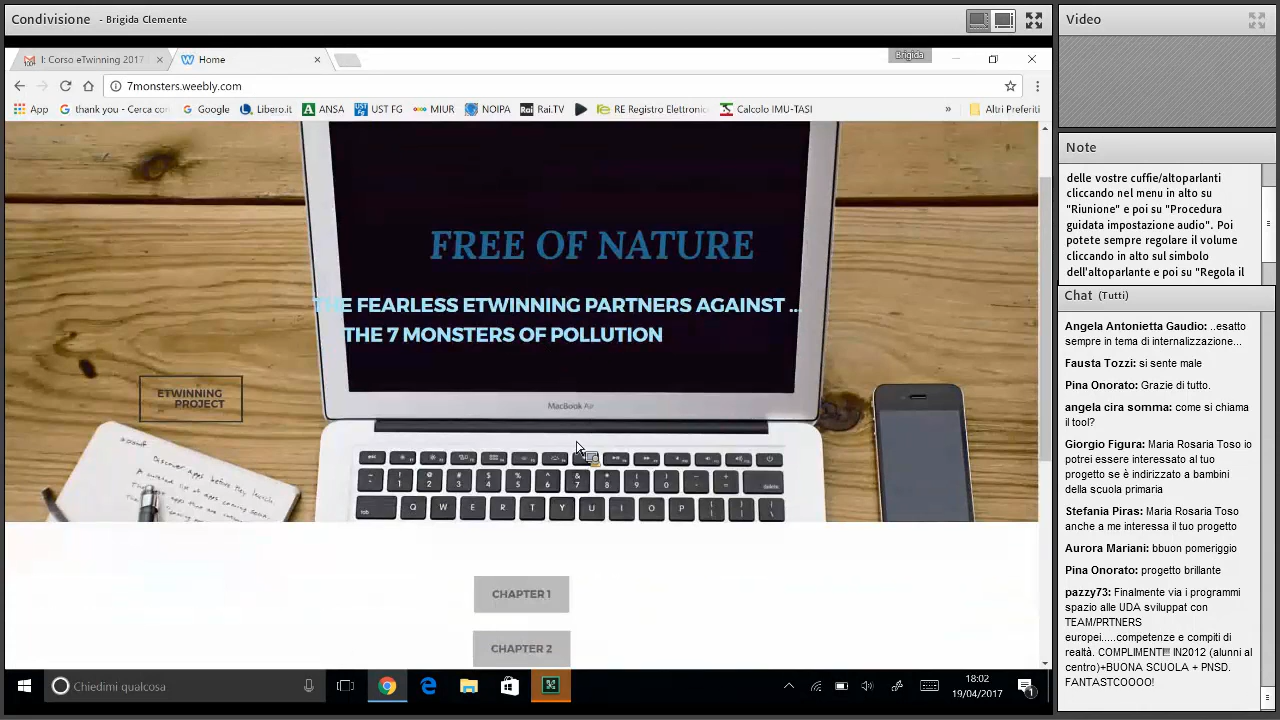 Condivisione - Brigida Clemente
Video
I: Corso eTwinning 2017
Home
Brigida
7monsters.weebly.com
App
thank you - Cerca co
Google
Libero.it
ANSA
UST FG
MIUR
NOIPA
Rai.TV
RE Registro Elettronic
Calcolo IMU-TASI
»
Altri Preferiti
FREE OF NATURE
THE FEARLESS ETWINNING PARTNERS AGAINST ...
THE 7 MONSTERS OF POLLUTION
ETWINNING
PROJECT
MacBook Air
Discover Apps before they launch
delete
tab
Q W E R T Y U I O P
CHAPTER 1
CHAPTER 2
Note
delle vostre cuffie/altoparlanti
cliccando nel menu in alto su
"Riunione" e poi su "Procedura
guidata impostazione audio". Poi
potete sempre regolare il volume
cliccando in alto sul simbolo
dell'altoparlante e poi su "Regola il
Chat (Tutti)
Angela Antonietta Gaudio: ..esatto
sempre in tema di internalizzazione...
Fausta Tozzi: si sente male
Pina Onorato: Grazie di tutto.
angela cira somma: come si chiama
il tool?
Giorgio Figura: Maria Rosaria Toso io
potrei essere interessato al tuo
progetto se è indirizzato a bambini
della scuola primaria
Stefania Piras: Maria Rosaria Toso
anche a me interessa il tuo progetto
Aurora Mariani: bbuon pomeriggio
Pina Onorato: progetto brillante
pazzy73: Finalmente via i programmi
spazio alle UDA sviluppat con
TEAM/PRTNERS
europei.....competenze e compiti di
realtà. COMPLIMENTI!!! IN2012 (alunni al
centro)+BUONA SCUOLA + PNSD.
FANTASTCOOOO!
Chiedimi qualcosa
18:02
19/04/2017
1